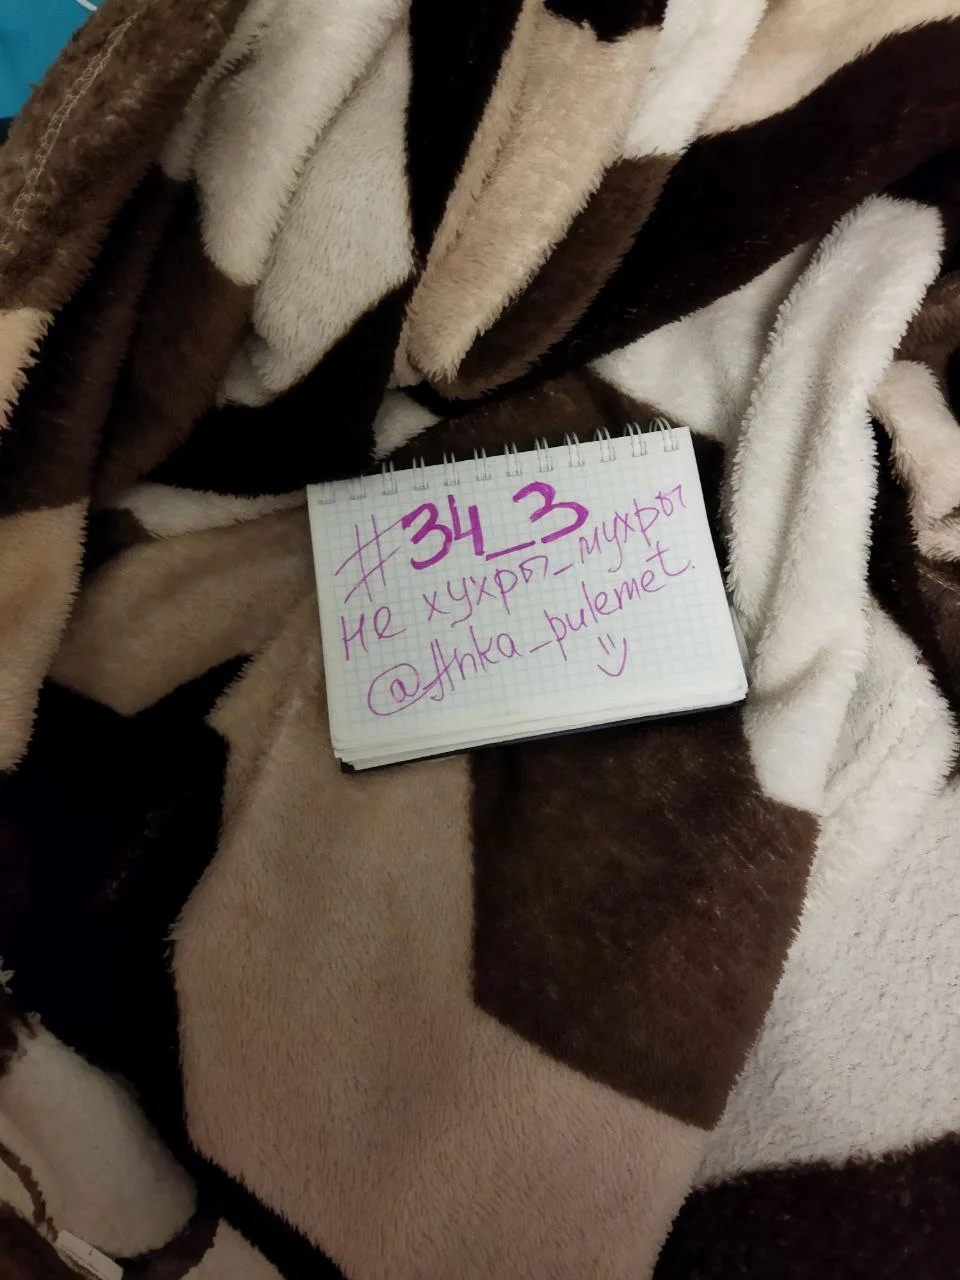 #34_3
не хухры_мухры
@Anka_pulemet.